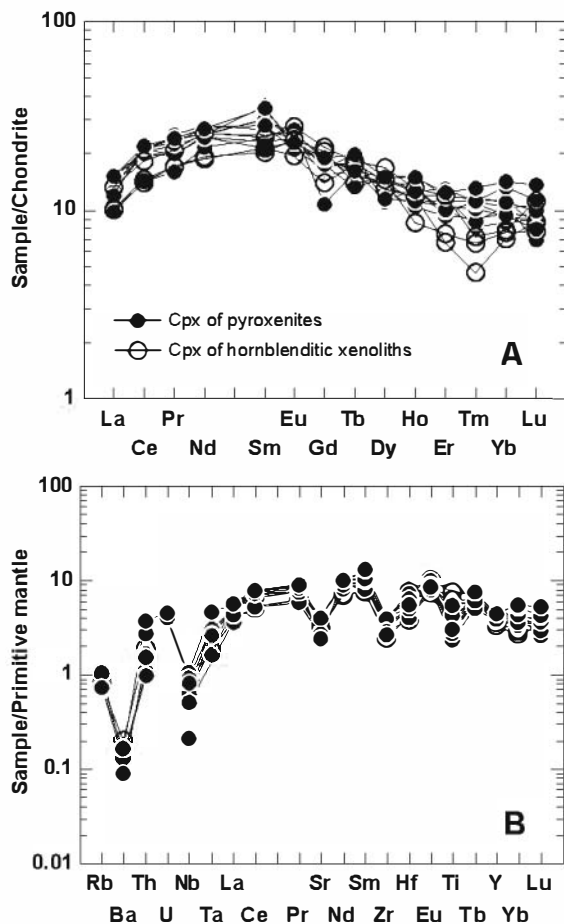 100
A
Sample/Chondrite
10
Cpx of pyroxenites
Cpx of hornblenditic xenoliths
1
La Pr Eu Tb Ho Tm Lu
Ce Nd Sm Gd Dy Er Yb
100
Sample/Primitive mantle
10
1
0.1
B
0.01
Rb Th Nb La Sr Sm Hf Ti Y Lu
Ba U Ta Ce Pr Nd Zr Eu Tb Yb